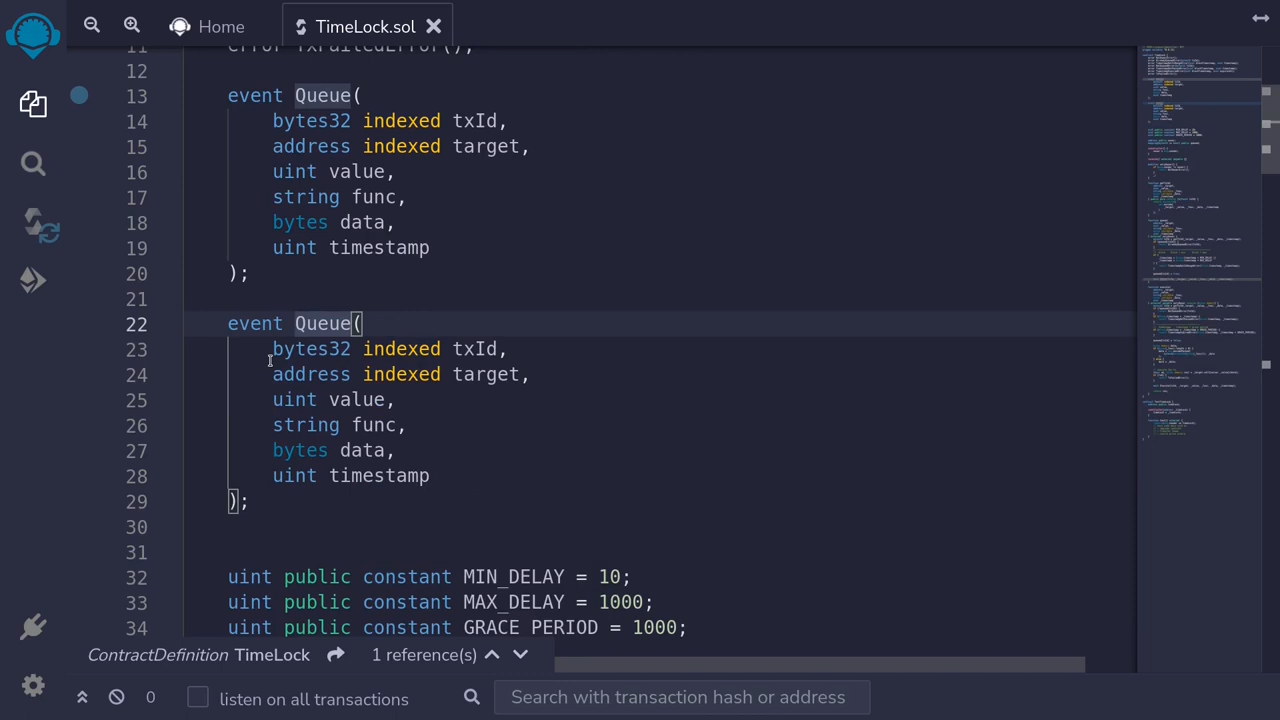 Home
TimeLock.sol
11 error TxFailedError();
12
13 event Queue(
14 bytes32 indexed txId,
15 address indexed target,
16 uint value,
17 string func,
18 bytes data,
19 uint timestamp
20 );
21
22 event Queue(
23 bytes32 indexed txId,
24 address indexed target,
25 uint value,
26 string func,
27 bytes data,
28 uint timestamp
29 );
30
31
32 uint public constant MIN_DELAY = 10;
33 uint public constant MAX_DELAY = 1000;
34 uint public constant GRACE_PERIOD = 1000;
ContractDefinition TimeLock 1 reference(s)
0 listen on all transactions Search with transaction hash or address